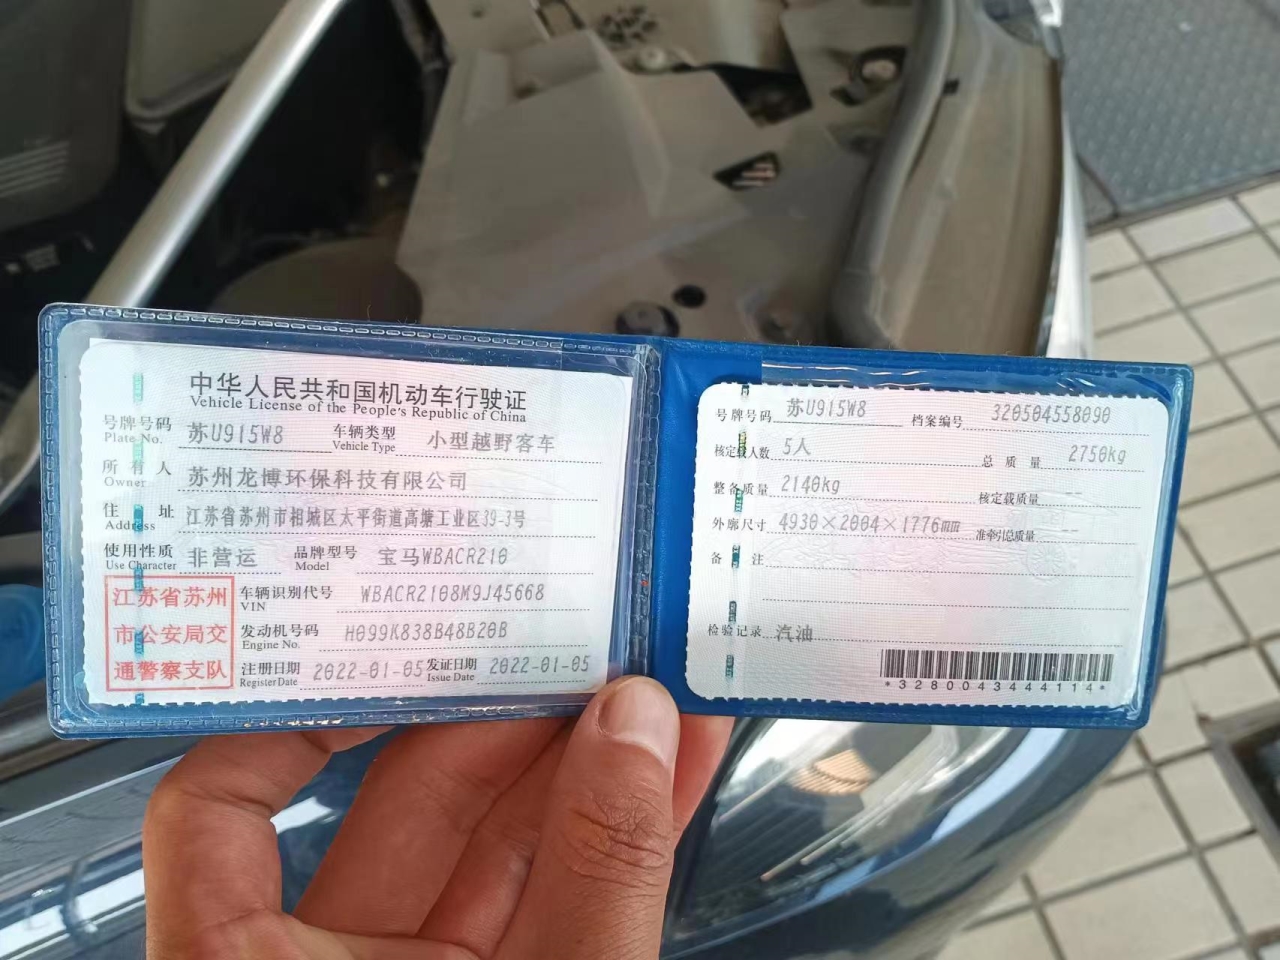 中华人民共和国机动车行驶证
Vehicle License of the People's Republic of China
号牌号码 苏U915W8 车辆类型 小型越野客车
Plate No. Vehicle Type
所有人 苏州龙博环保科技有限公司
Owner
住址 江苏省苏州市相城区太平街道高塘工业区39-3号
Address
使用性质 非营运 品牌型号 宝马WBACR210
Use Character Model
江苏省苏州
市公安局交
通警察支队
车辆识别代号 WBACR2108M9J45668
VIN
发动机号码 H099K838B48B20B
Engine No.
注册日期 2022-01-05 发证日期 2022-01-05
Register Date Issue Date
号牌号码 苏U915W8 档案编号 320504558090
核定载人数 5人 总质量 2750kg
整备质量 2140kg 核定载质量 --
外廓尺寸 4930×2004×1776mm 准牵引总质量 --
备注
检验记录 汽油
*3280043444114*